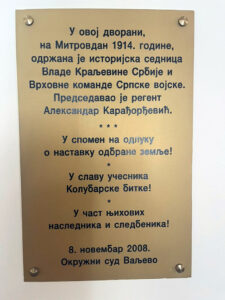 У овој дворани,
на Митровдан 1914. године,
одржана је историјска седница
Владе Краљевине Србије и
Врховне команде Српске војске.
Председавао је регент
Александар Карађорђевић.
* * *
У спомен на одлуку
о наставку одбране земље!
*
У славу учесника
Колубарске битке!
*
У част њихових
наследника и следбеника!
8. новембар 2008.
Окружни суд Ваљево